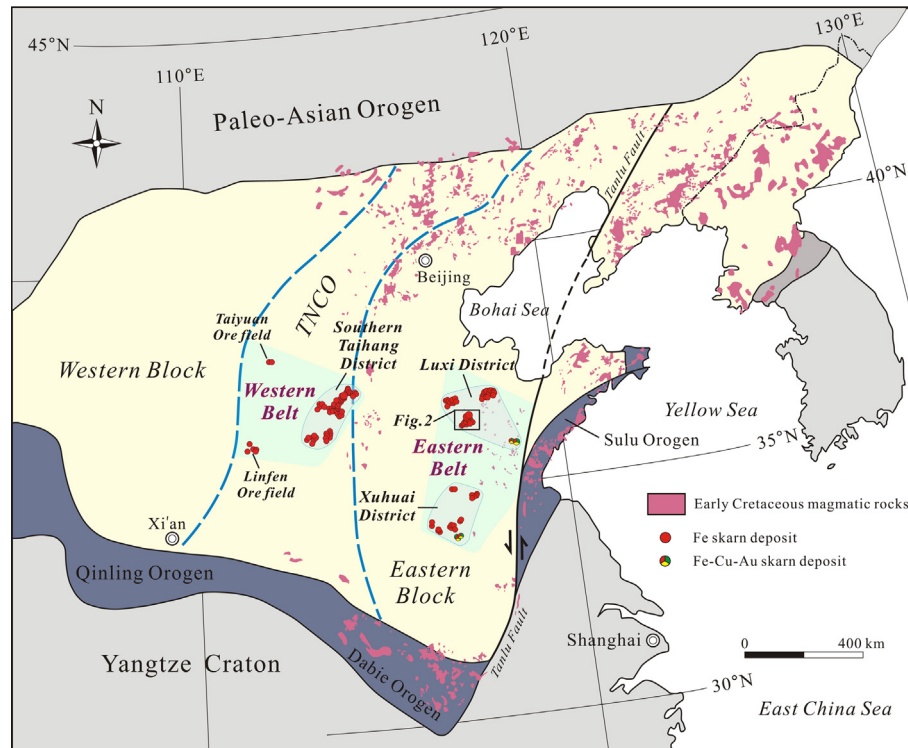 45°N
120°E
130°E
110°E
N
Paleo-Asian Orogen
Tanlu Fault
40°N
Beijing
Bohai Sea
TNCO
Taiyuan
Ore field
Southern
Taihang
District
Western Block
Luxi District
Western
Belt
Fig.2
Yellow Sea
Eastern
Belt
Sulu Orogen
35°N
Linfen
Ore field
Xuhuai
District
Early Cretaceous magmatic rocks
Xi'an
Fe skarn deposit
Fe-Cu-Au skarn deposit
Qinling Orogen
Eastern
Block
Shanghai
Tanlu Fault
0
400 km
Yangtze Craton
Dabie Orogen
30°N
East China Sea